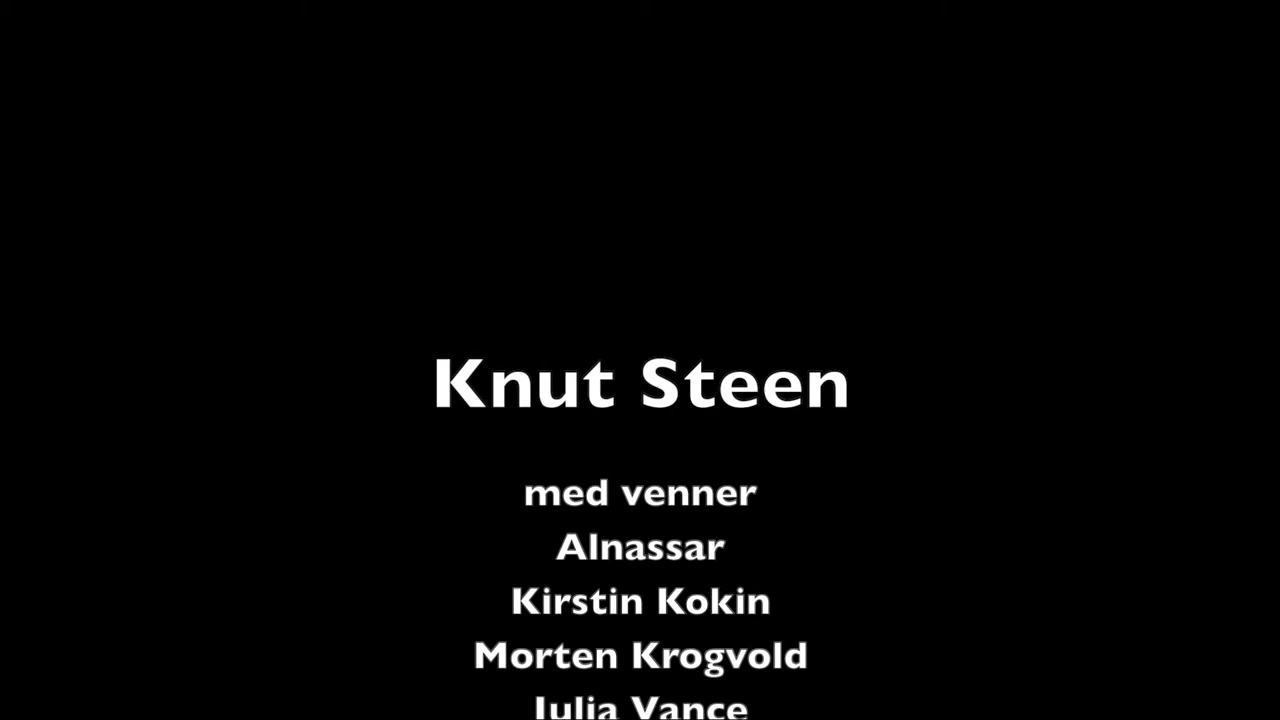 Knut Steen
med venner
Alnassar
Kirstin Kokin
Morten Krogvold
Julia Vance